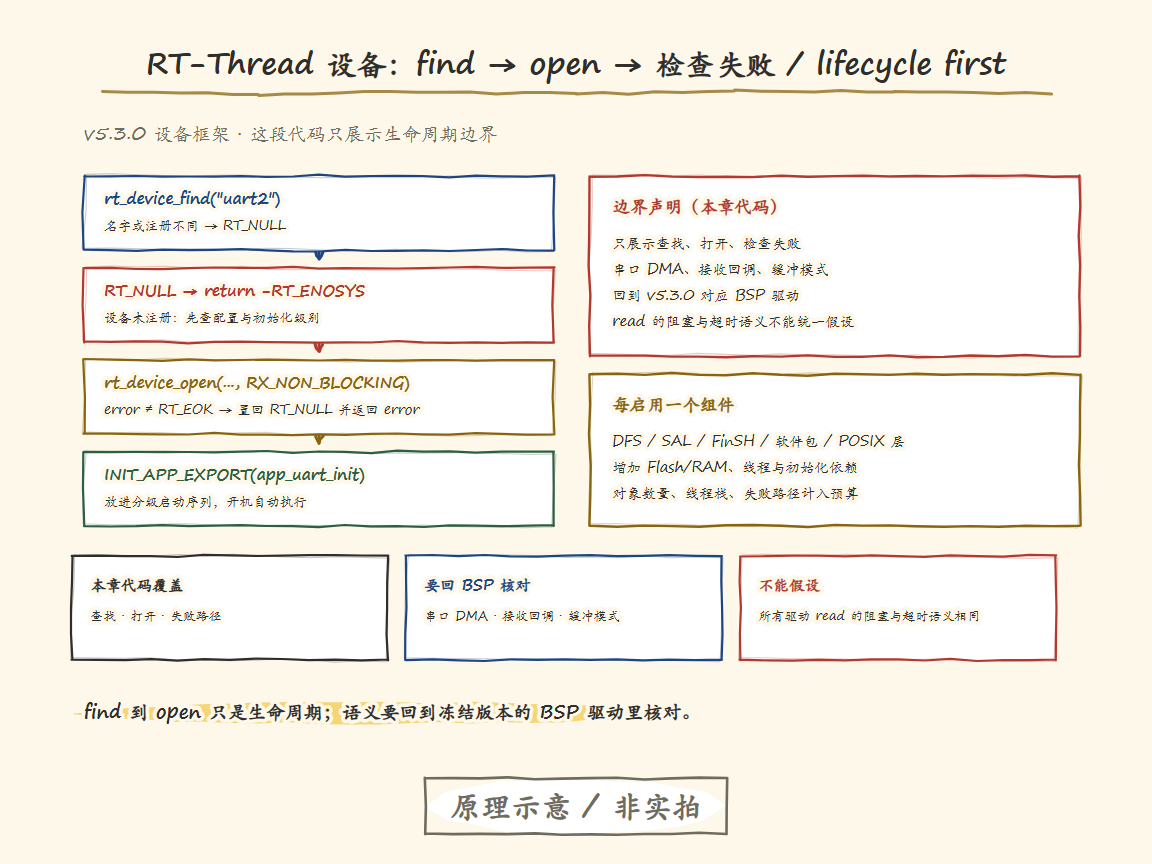 RT-Thread 设备：find → open → 检查失败 / lifecycle first
v5.3.0 设备框架 · 这段代码只展示生命周期边界
rt_device_find("uart2")
名字或注册不同 → RT_NULL
RT_NULL → return -RT_ENOSYS
设备未注册：先查配置与初始化级别
rt_device_open(..., RX_NON_BLOCKING)
error ≠ RT_EOK → 置回 RT_NULL 并返回 error
INIT_APP_EXPORT(app_uart_init)
放进分级启动序列，开机自动执行
边界声明（本章代码）
只展示查找、打开、检查失败
串口 DMA、接收回调、缓冲模式
回到 v5.3.0 对应 BSP 驱动
read 的阻塞与超时语义不能统一假设
每启用一个组件
DFS / SAL / FinSH / 软件包 / POSIX 层
增加 Flash/RAM、线程与初始化依赖
对象数量、线程栈、失败路径计入预算
本章代码覆盖
查找 · 打开 · 失败路径
要回 BSP 核对
串口 DMA · 接收回调 · 缓冲模式
不能假设
所有驱动 read 的阻塞与超时语义相同
find 到 open 只是生命周期；语义要回到冻结版本的 BSP 驱动里核对。
原理示意 / 非实拍